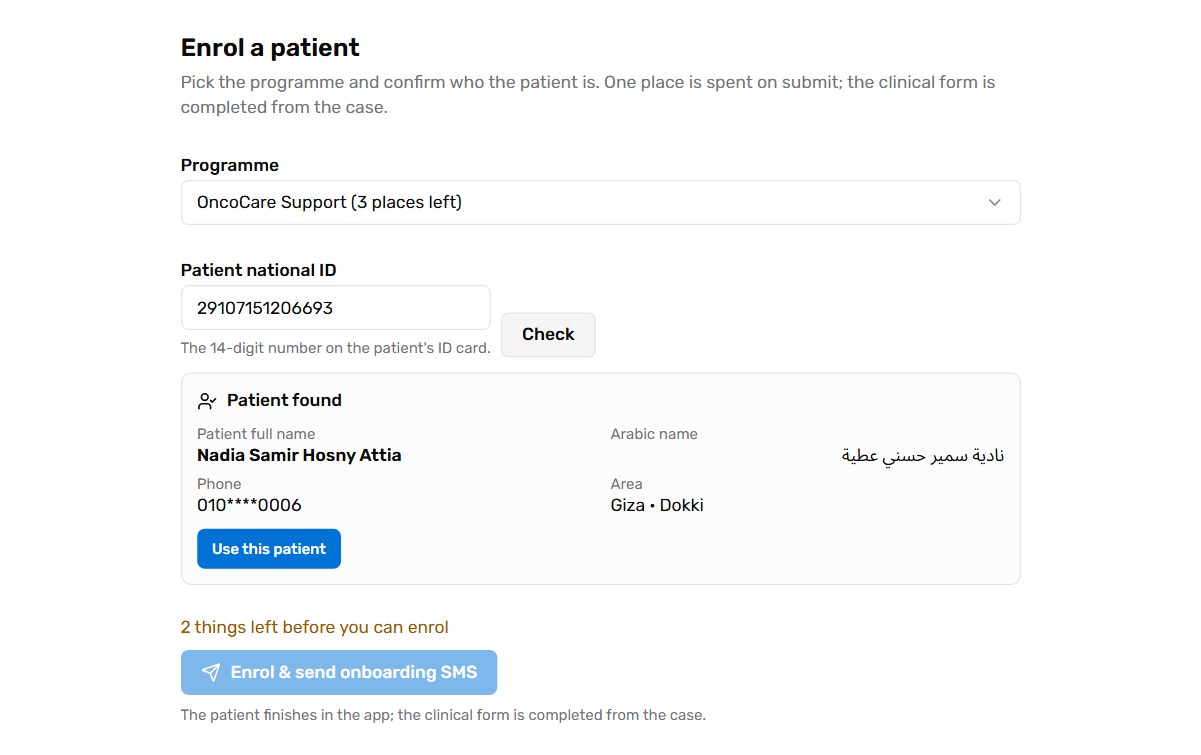 Enrol a patient
Pick the programme and confirm who the patient is. One place is spent on submit; the clinical form is
completed from the case.
Programme
OncoCare Support (3 places left)
Patient national ID
29107151206693
Check
The 14-digit number on the patient's ID card.
Patient found
Patient full name
Nadia Samir Hosny Attia
Arabic name
نادية سمير حسني عطية
Phone
010****0006
Area
Giza • Dokki
Use this patient
2 things left before you can enrol
Enrol & send onboarding SMS
The patient finishes in the app; the clinical form is completed from the case.